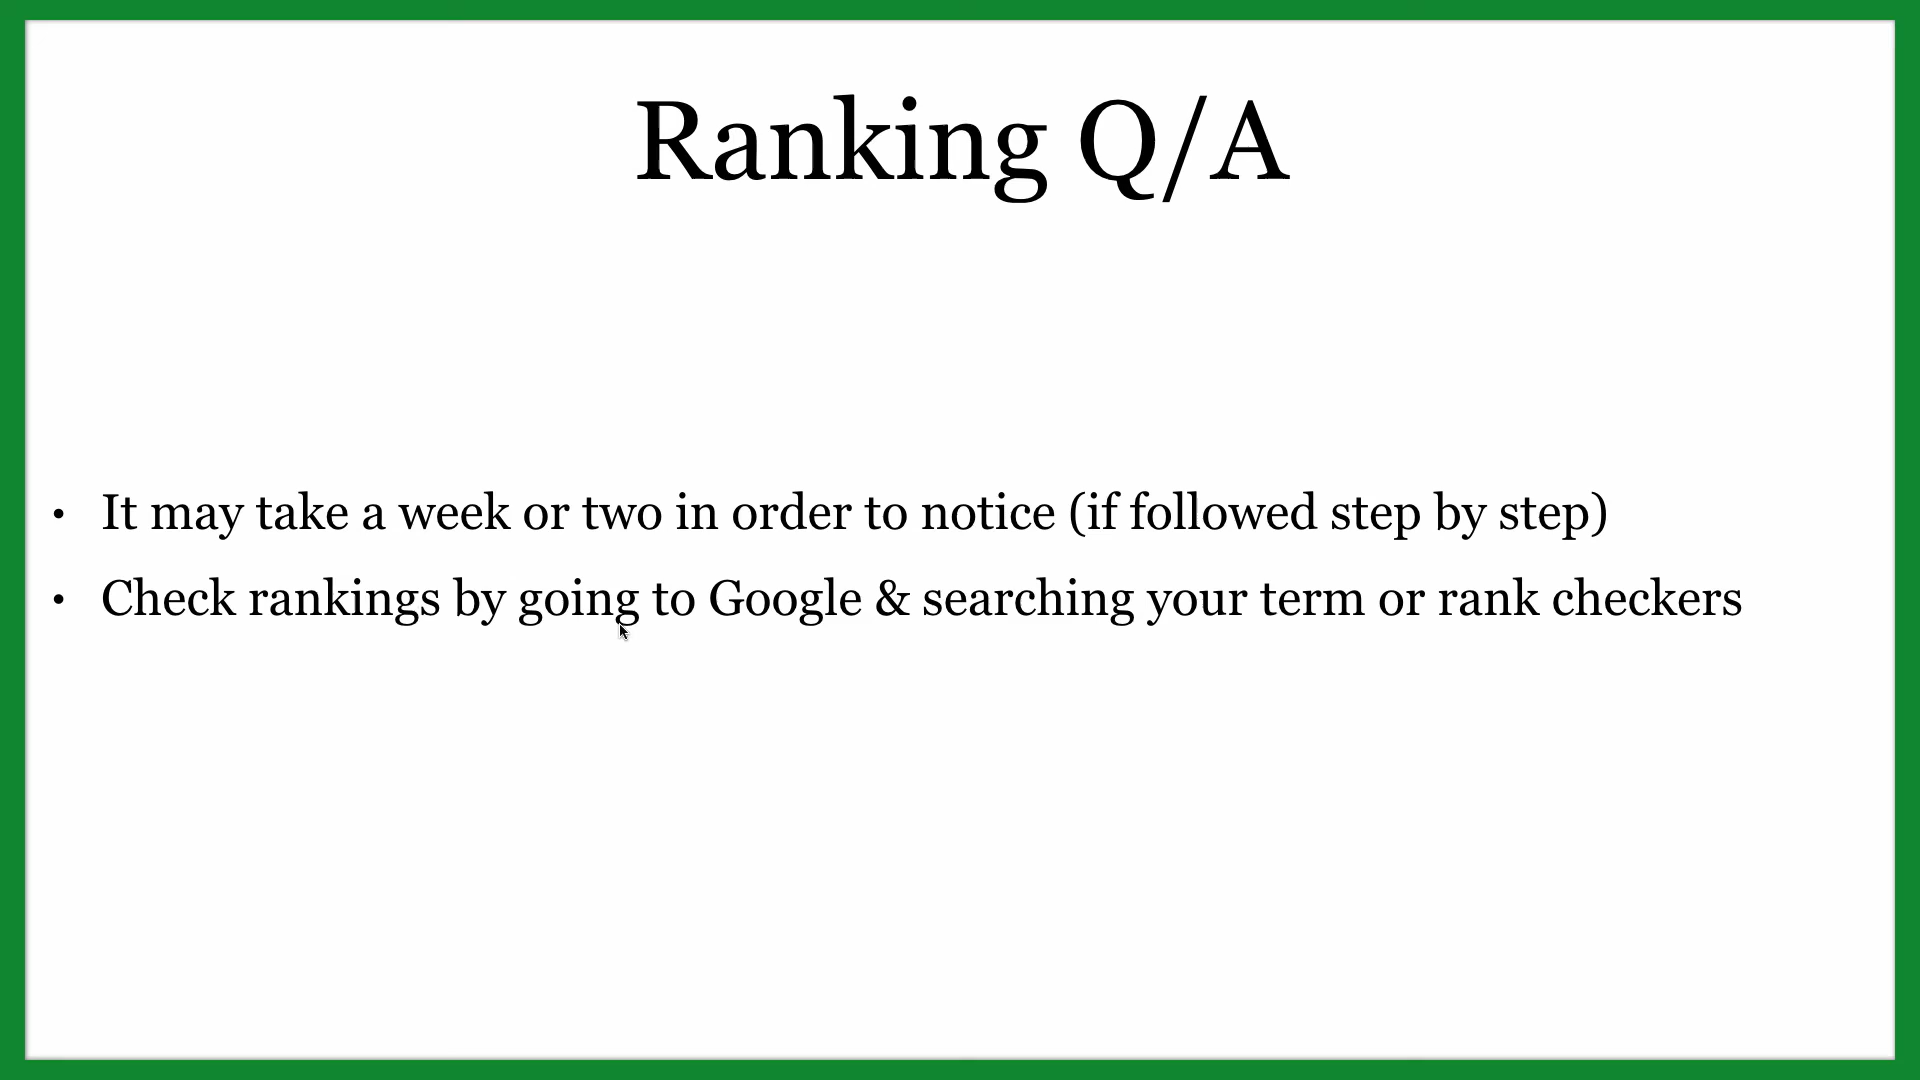 Ranking Q/A
• It may take a week or two in order to notice (if followed step by step)
• Check rankings by going to Google & searching your term or rank checkers